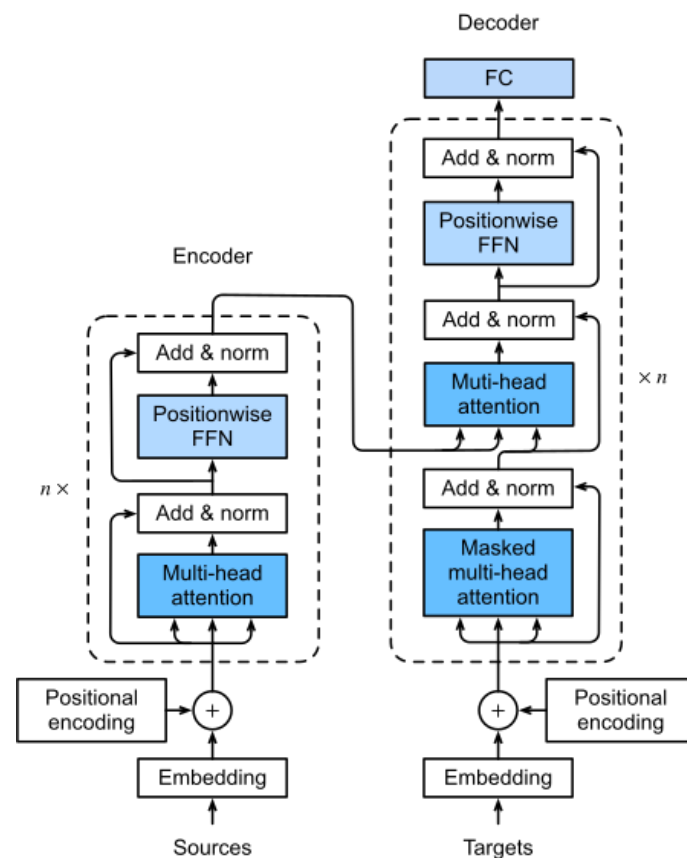 Decoder
FC
Add & norm
Positionwise
FFN
Add & norm
Muti-head
attention
× n
Add & norm
Masked
multi-head
attention
Encoder
Add & norm
Positionwise
FFN
n ×
Add & norm
Multi-head
attention
Positional
encoding
+
Embedding
Sources
+
Positional
encoding
Embedding
Targets